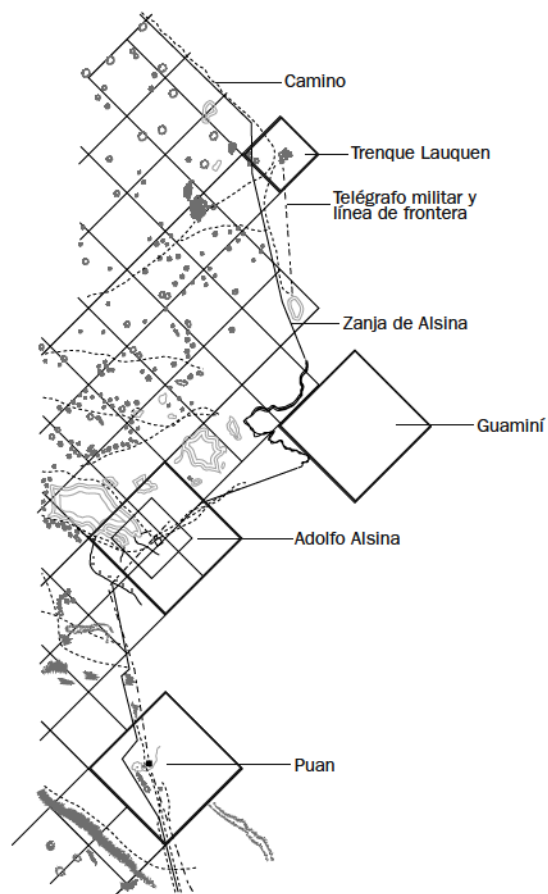 Camino
Trenque Lauquen
Telégrafo militar y
línea de frontera
Zanja de Alsina
Guaminí
Adolfo Alsina
Puan